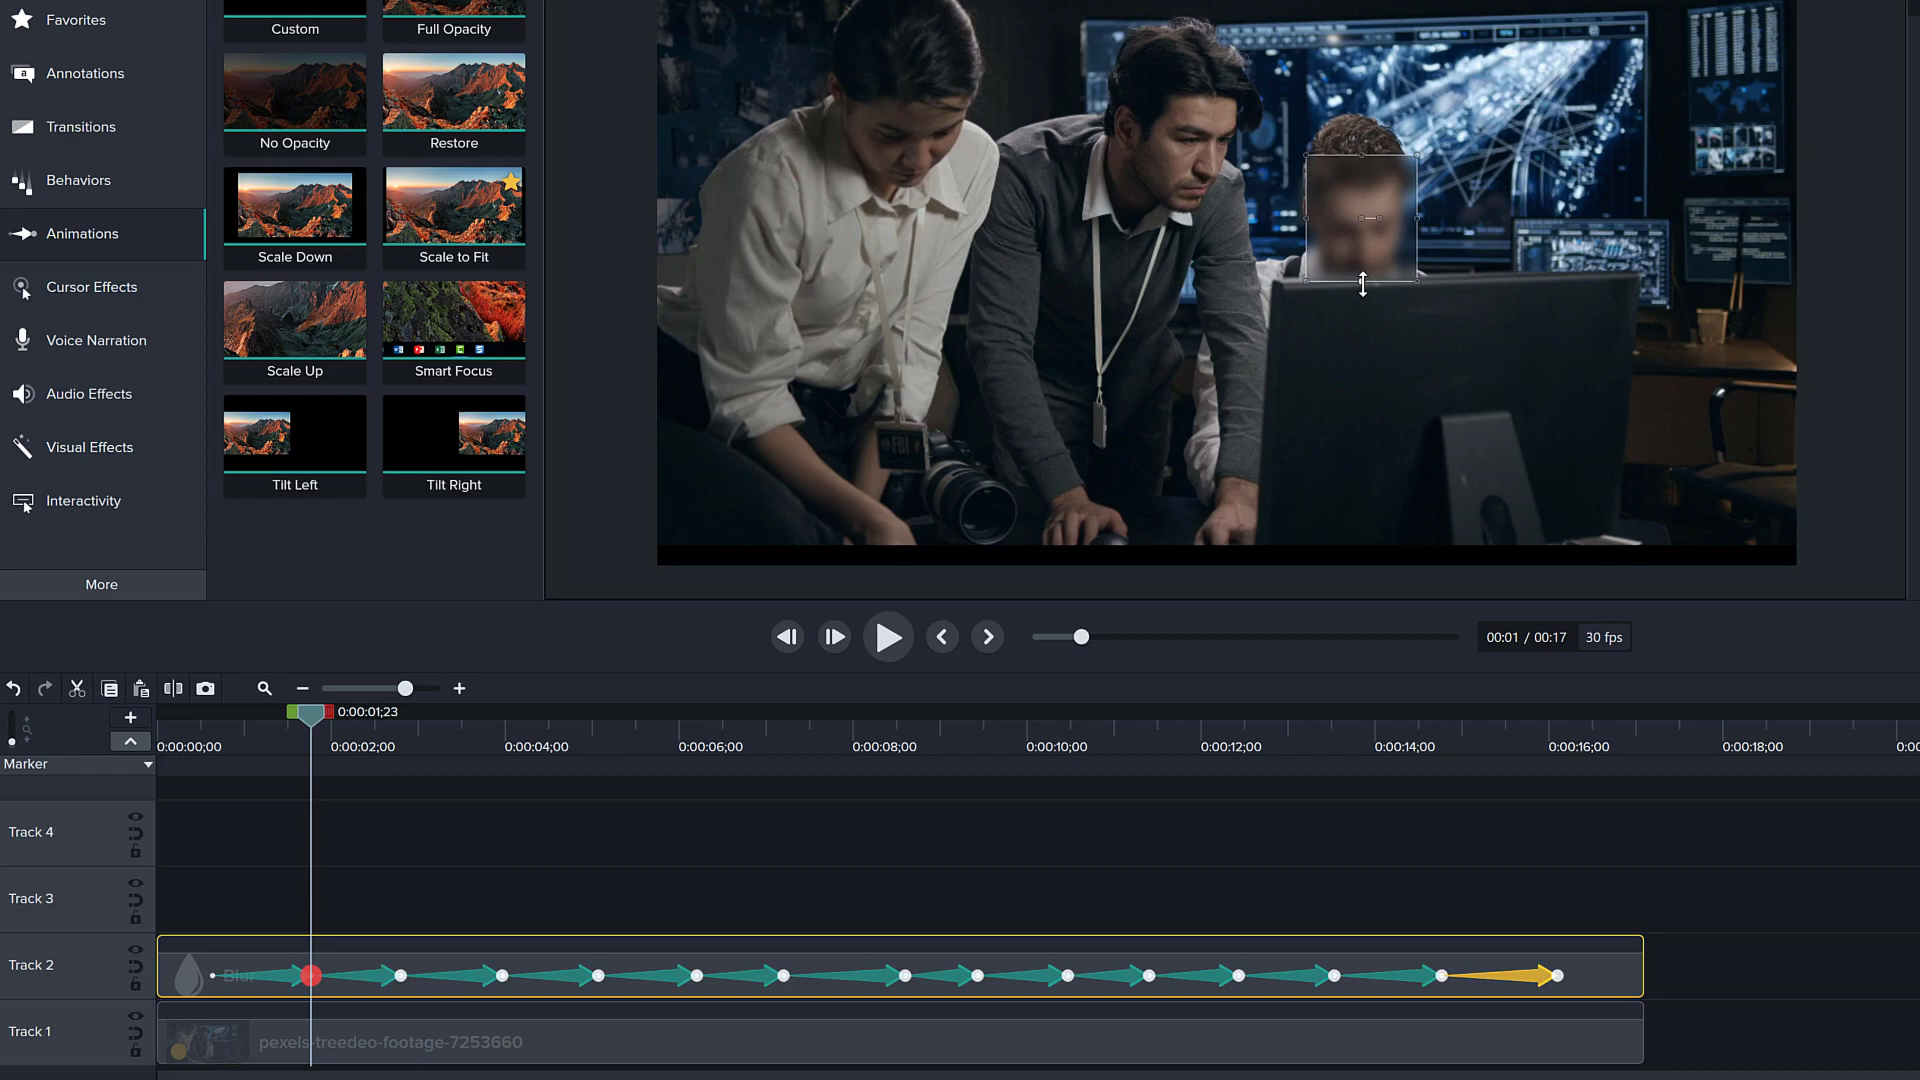 Favorites
Annotations
Transitions
Behaviors
Animations
Cursor Effects
Voice Narration
Audio Effects
Visual Effects
Interactivity
More
Custom
Full Opacity
No Opacity
Restore
Scale Down
Scale to Fit
Scale Up
Smart Focus
Tilt Left
Tilt Right
FBI
00:01 / 00:17
30 fps
0:00:01;23
0:00:00;00
0:00:02;00
0:00:04;00
0:00:06;00
0:00:08;00
0:00:10;00
0:00:12;00
0:00:14;00
0:00:16;00
0:00:18;00
Marker
Track 4
Track 3
Track 2
Blur
Track 1
pexels-treedeo-footage-7253660